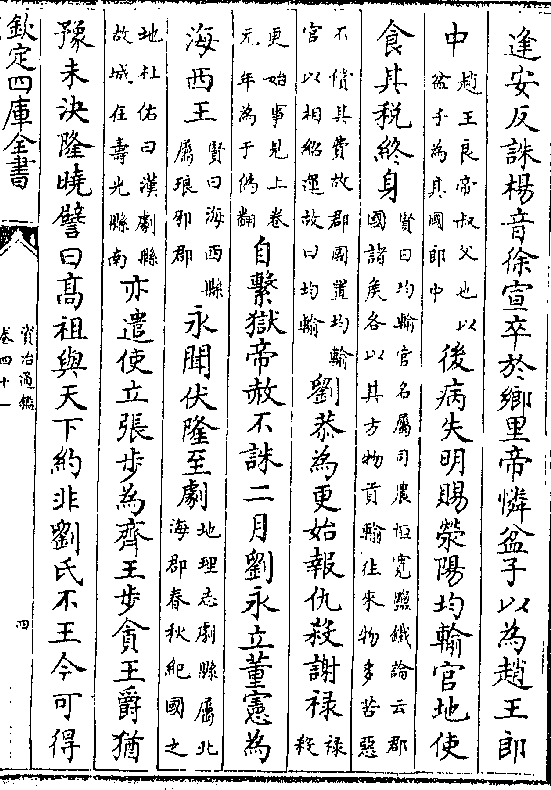 逢安反誅楊音徐宣卒於鄉里帝憐盆子以為趙王郎
中趙王良帝叔父也以盆子為其國郎中後病失明賜滎陽均輸官地使
食其稅終身賢曰均輸官名屬司農桓寛鹽鐵論云郡國諸矦各以其方物貢輸往来物多苦惡
不償其費故郡國置均輸官以相紹運故曰均輸劉恭為更始報仇殺謝禄禄殺
更始事見上卷元年為于偽翻自繫獄帝赦不誅二月劉永立董憲為
海西王賢曰海西縣屬琅邪郡永聞伏隆至劇地理志劇縣屬北海郡春秋紀國之
地杜佑曰漢劇縣故城在壽光縣南亦遣使立張步為齊王步貪王爵猶
豫未決隆曉譬曰髙祖與天下約非劉氏不王今可得
欽定四庫全書
資治通鑑
卷四十一
四